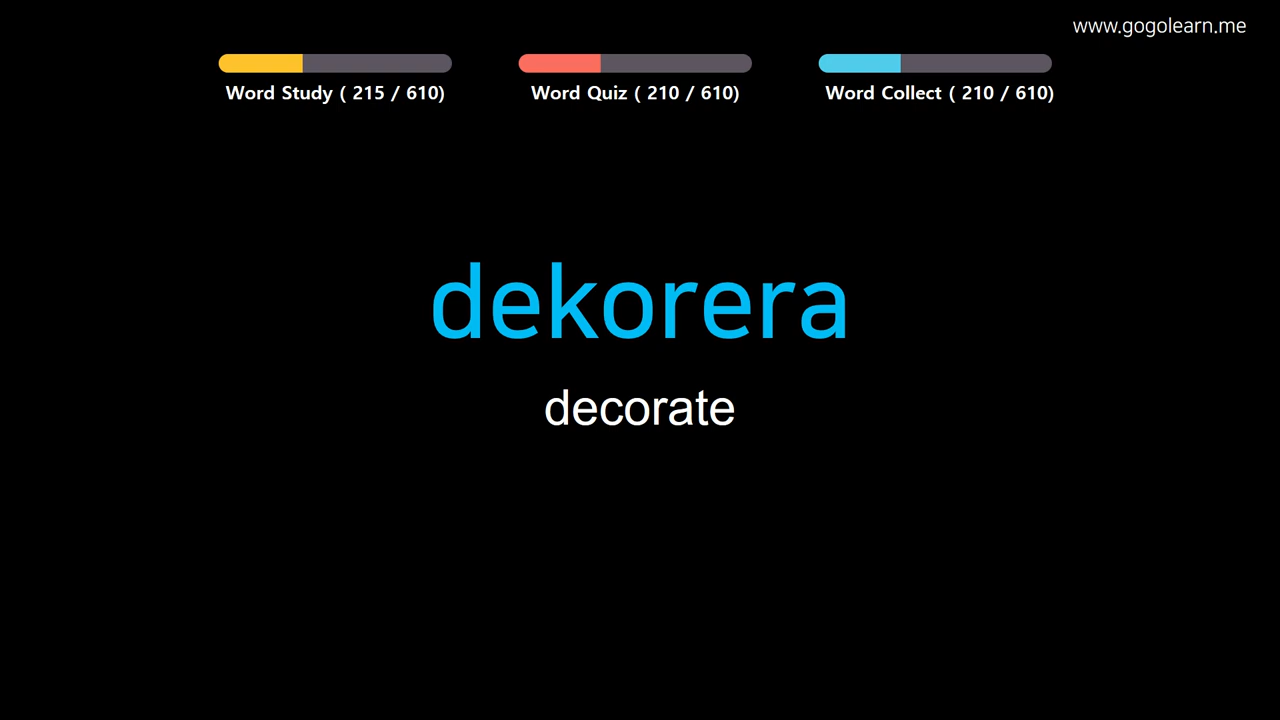 www.gogolearn.me
Word Study ( 215 / 610)
Word Quiz ( 210 / 610)
Word Collect ( 210 / 610)
dekorera
decorate